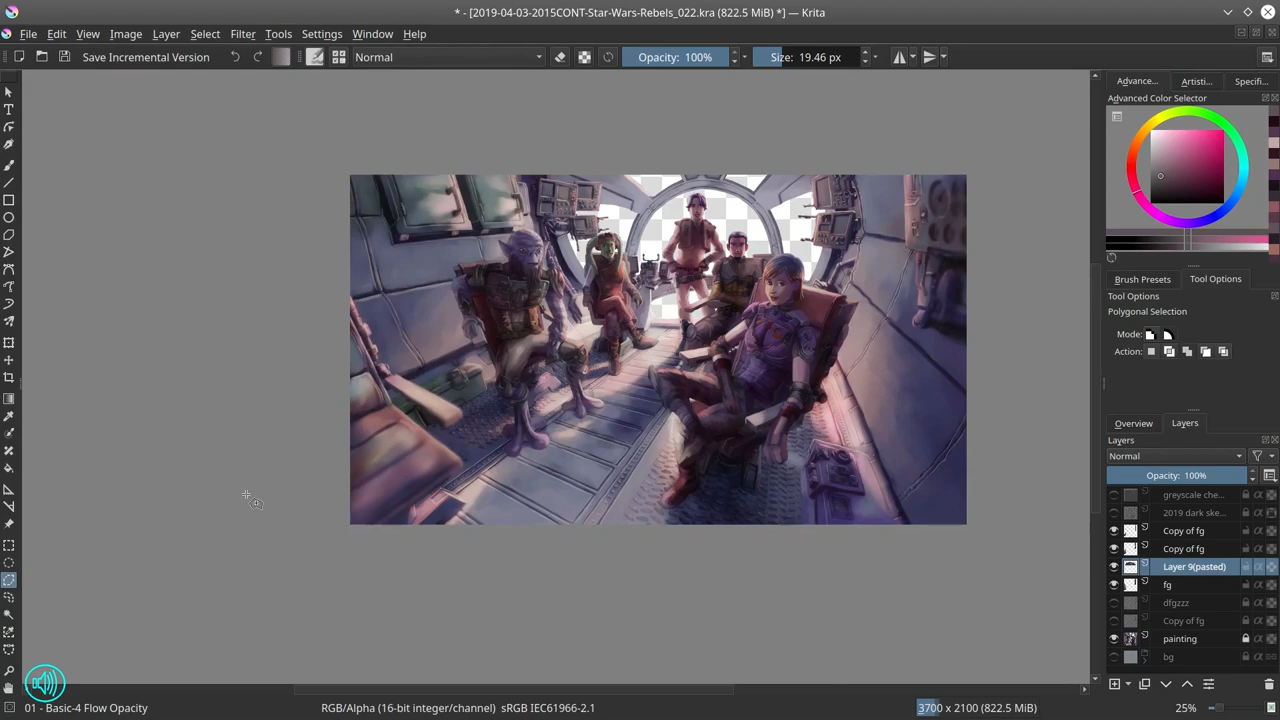 * - [2019-04-03-2015CONT-Star-Wars-Rebels_022.kra (822.5 MiB) *] — Krita
File Edit View Image Layer Select Filter Tools Settings Window Help
Save Incremental Version Normal Opacity: 100% Size: 19.46 px
Advance... Artisti... Specifi...
Advanced Color Selector
Brush Presets Tool Options
Tool Options
Polygonal Selection
Mode:
Action:
Overview Layers
Layers
Normal
Opacity: 100%
greyscale che...
2019 dark ske...
Copy of fg
Copy of fg
Layer 9(pasted)
fg
dfgzzz
Copy of fg
painting
bg
01 - Basic-4 Flow Opacity RGB/Alpha (16-bit integer/channel) sRGB IEC61966-2.1 3700 x 2100 (822.5 MiB) 25%